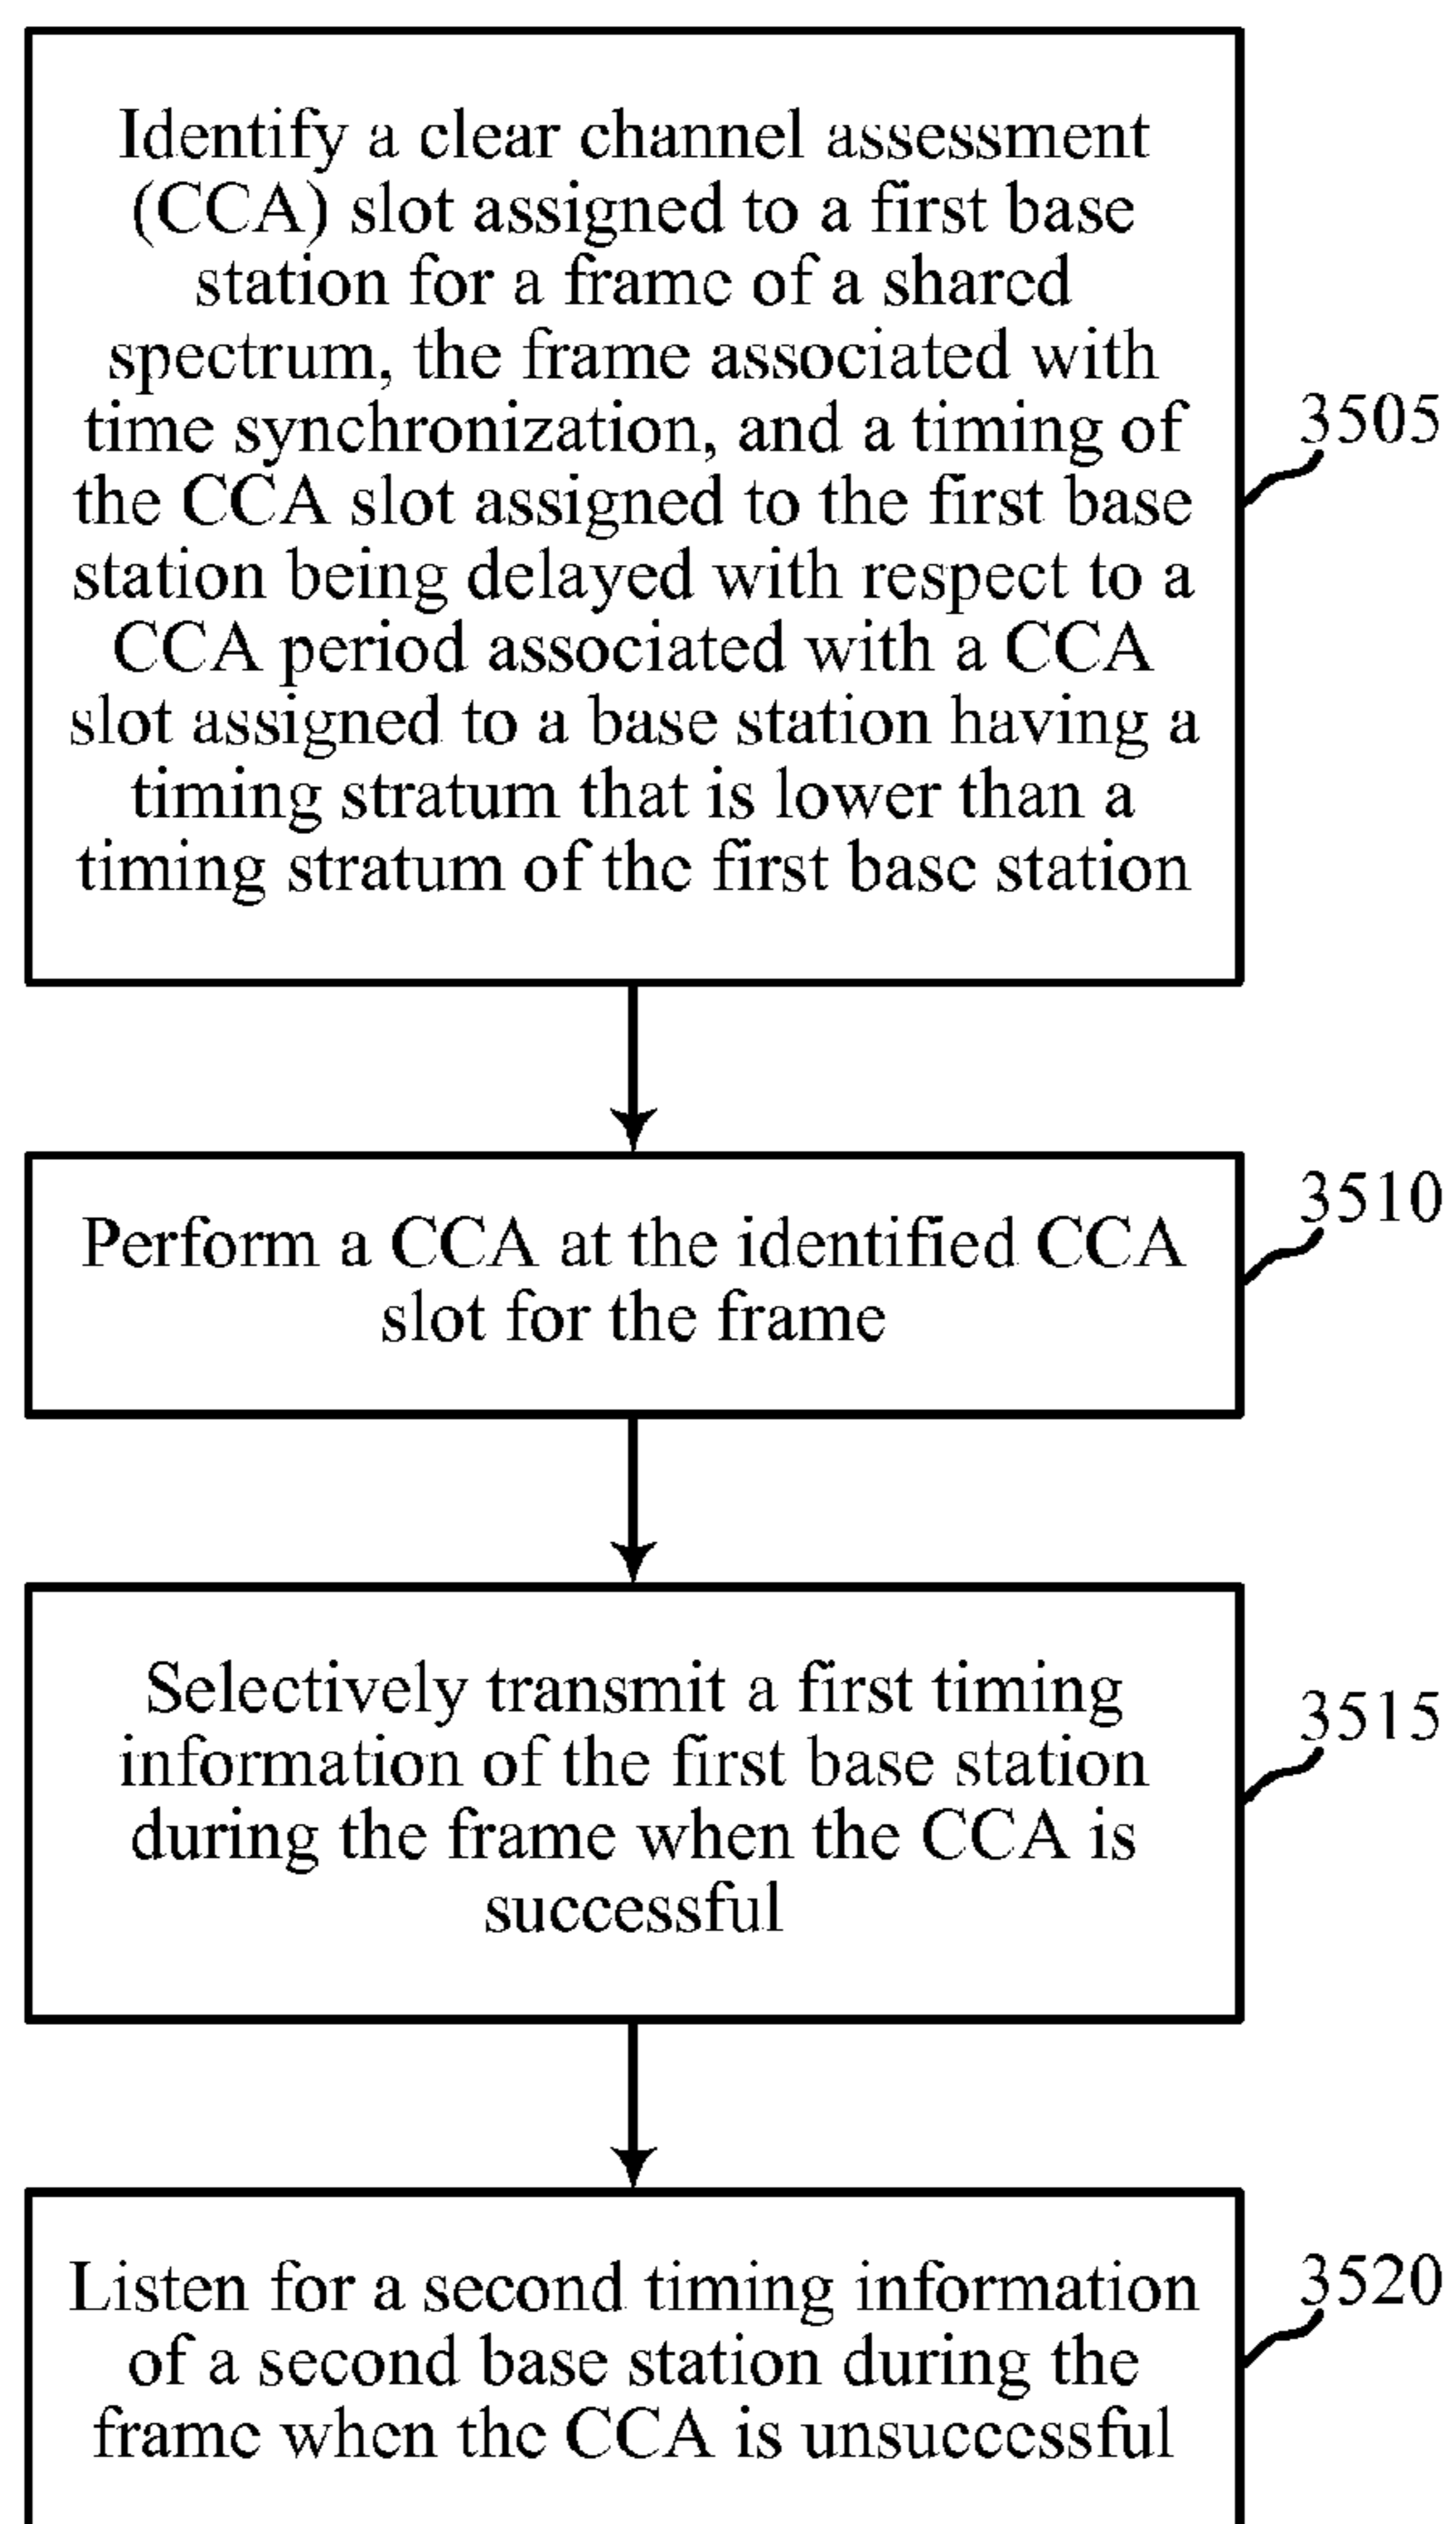 Identify a clear channel assessment
(CCA) slot assigned to a first base
station for a frame of a shared
spectrum, the frame associated with
time synchronization, and a timing of
the CCA slot assigned to the first base
station being delayed with respect to a
CCA period associated with a CCA
slot assigned to a base station having a
timing stratum that is lower than a
timing stratum of the first base station
3505
Perform a CCA at the identified CCA
slot for the frame
3510
Selectively transmit a first timing
information of the first base station
during the frame when the CCA is
successful
3515
Listen for a second timing information
of a second base station during the
frame when the CCA is unsuccessful
3520